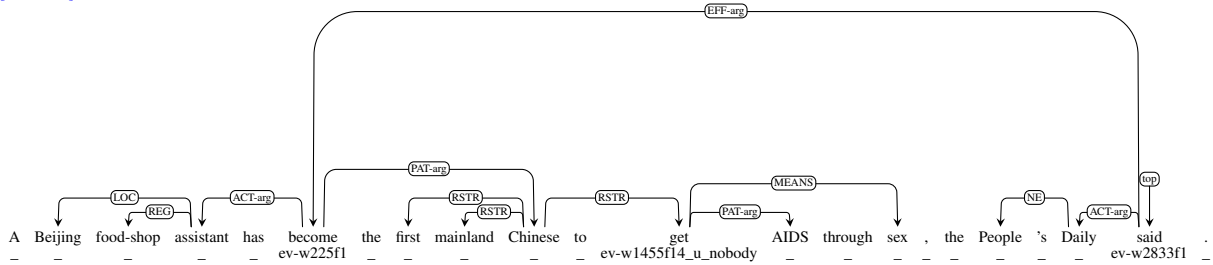 EFF-arg
PAT-arg
LOC REG ACT-arg RSTR RSTR RSTR MEANS PAT-arg NE ACT-arg top
A Beijing food-shop assistant has become the first mainland Chinese to get AIDS through sex , the People 's Daily said .
_ _ _ _ _ ev-w225f1 _ _ _ _ _ ev-w1455f14_u_nobody _ _ _ _ _ _ _ _ ev-w2833f1 _